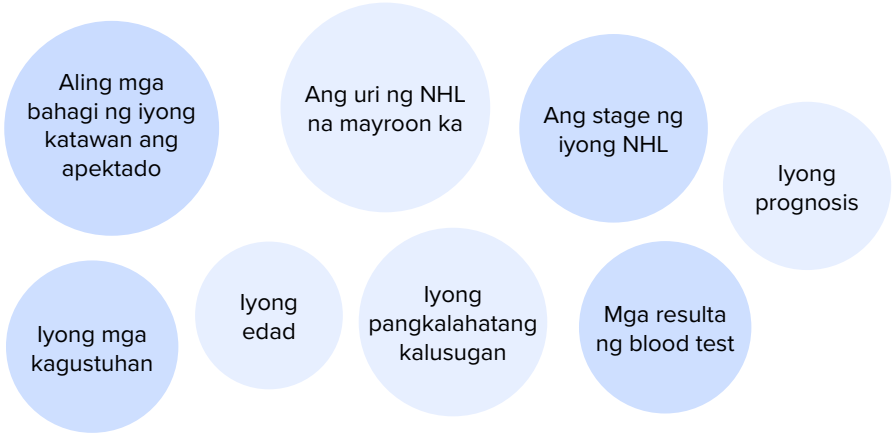 Aling mga
bahagi ng iyong
katawan ang
apektado
Ang uri ng NHL
na mayroon ka
Ang stage ng
iyong NHL
Iyong
prognosis
Iyong mga
kagustuhan
Iyong
edad
Iyong
pangkalahatang
kalusugan
Mga resulta
ng blood test